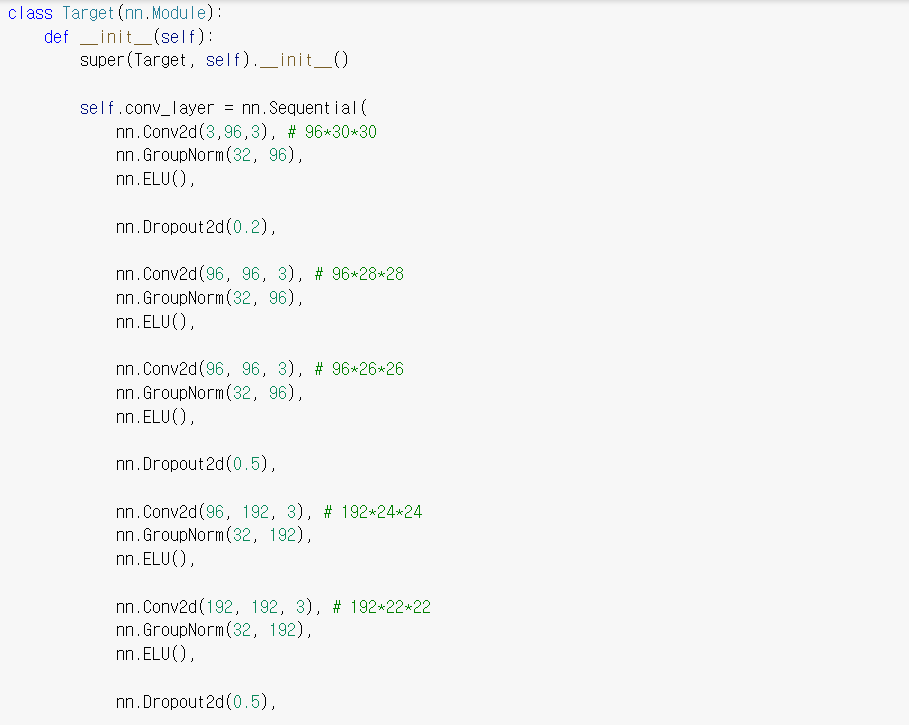 class Target(nn.Module):
    def __init__(self):
        super(Target, self).__init__()
        self.conv_layer = nn.Sequential(
            nn.Conv2d(3,96,3), # 96*30*30
            nn.GroupNorm(32, 96),
            nn.ELU(),
            nn.Dropout2d(0.2),
            nn.Conv2d(96, 96, 3), # 96*28*28
            nn.GroupNorm(32, 96),
            nn.ELU(),
            nn.Conv2d(96, 96, 3), # 96*26*26
            nn.GroupNorm(32, 96),
            nn.ELU(),
            nn.Dropout2d(0.5),
            nn.Conv2d(96, 192, 3), # 192*24*24
            nn.GroupNorm(32, 192),
            nn.ELU(),
            nn.Conv2d(192, 192, 3), # 192*22*22
            nn.GroupNorm(32, 192),
            nn.ELU(),
            nn.Dropout2d(0.5),